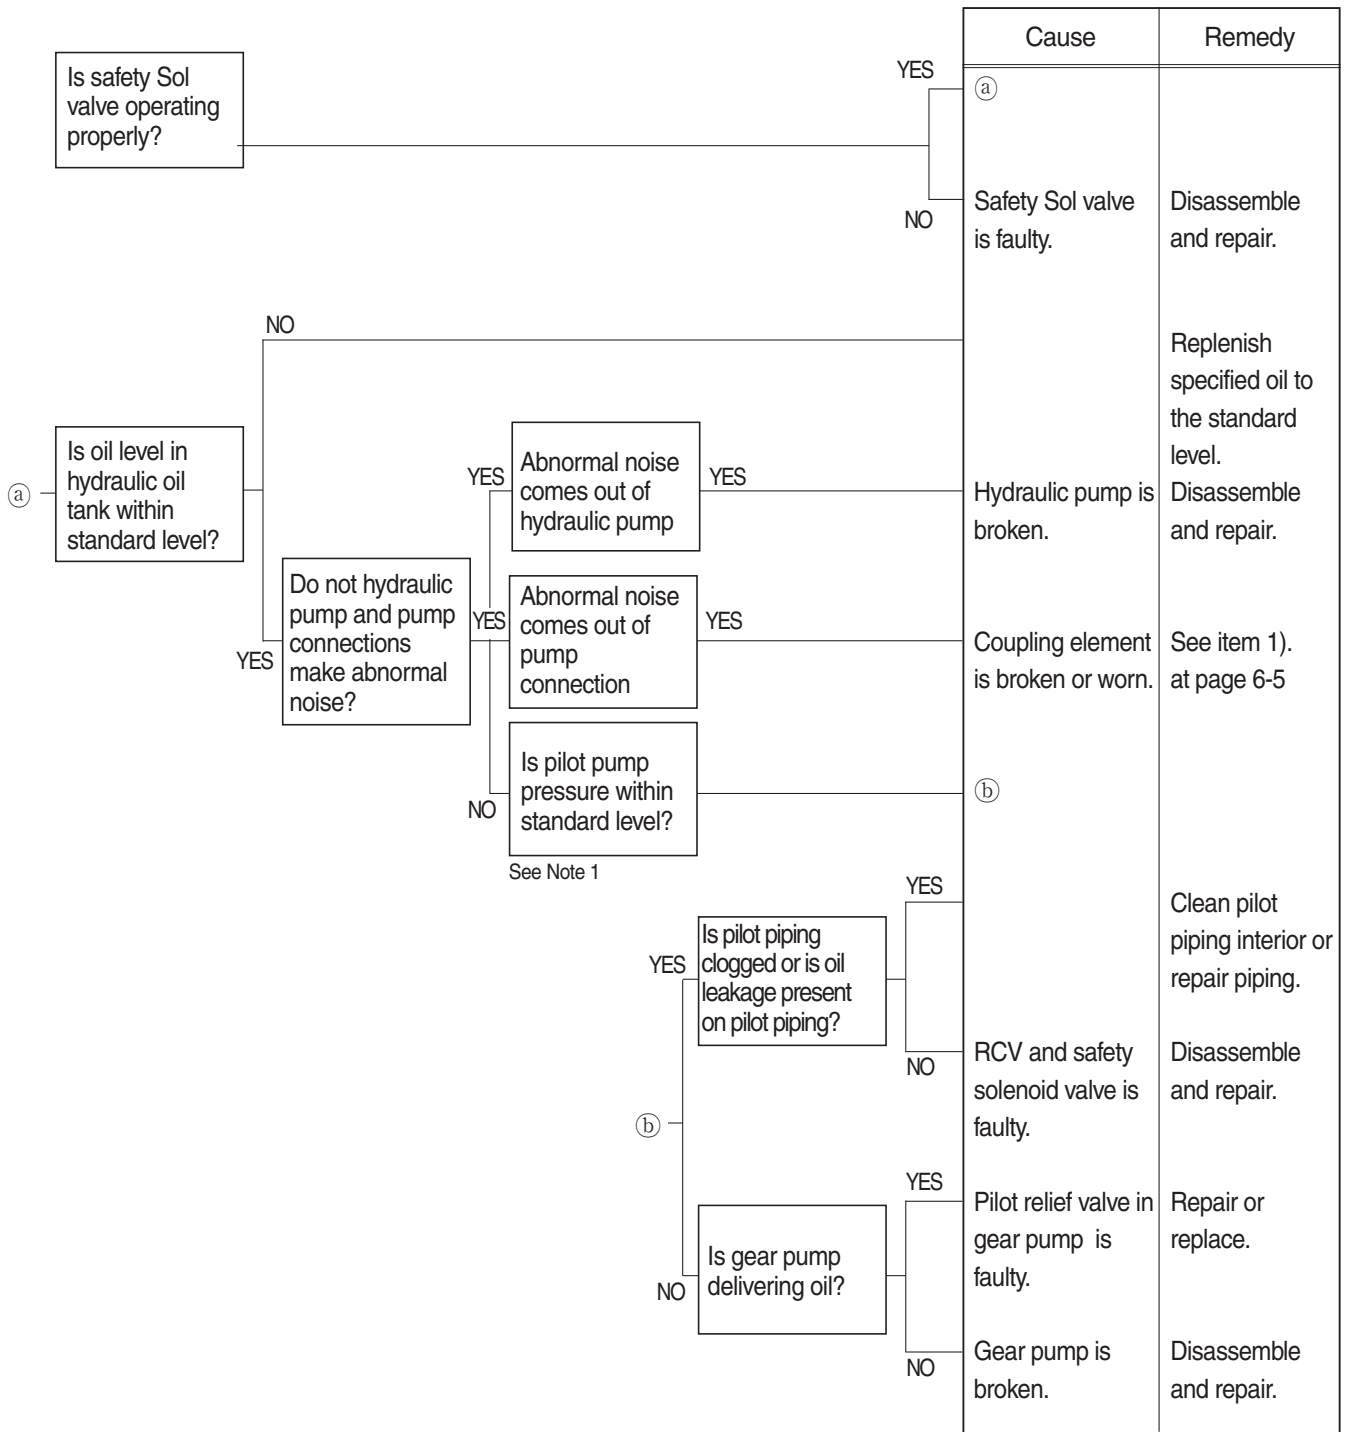 Cause
Remedy
YES
ⓐ
Is safety Sol
valve operating
properly?
NO
Safety Sol valve
is faulty.
Disassemble
and repair.
NO
Replenish
specified oil to
the standard
level.
ⓐ
Is oil level in
hydraulic oil
tank within
standard level?
YES
Abnormal noise
comes out of
hydraulic pump
YES
Hydraulic pump is
broken.
Disassemble
and repair.
YES
Do not hydraulic
pump and pump
connections
make abnormal
noise?
YES
Abnormal noise
comes out of
pump
connection
YES
Coupling element
is broken or worn.
See item 1).
at page 6-5
NO
Is pilot pump
pressure within
standard level?
ⓑ
See Note 1
YES
Is pilot piping
clogged or is oil
leakage present
on pilot piping?
YES
Clean pilot
piping interior or
repair piping.
NO
RCV and safety
solenoid valve is
faulty.
Disassemble
and repair.
ⓑ
NO
Is gear pump
delivering oil?
YES
Pilot relief valve in
gear pump is
faulty.
Repair or
replace.
NO
Gear pump is
broken.
Disassemble
and repair.